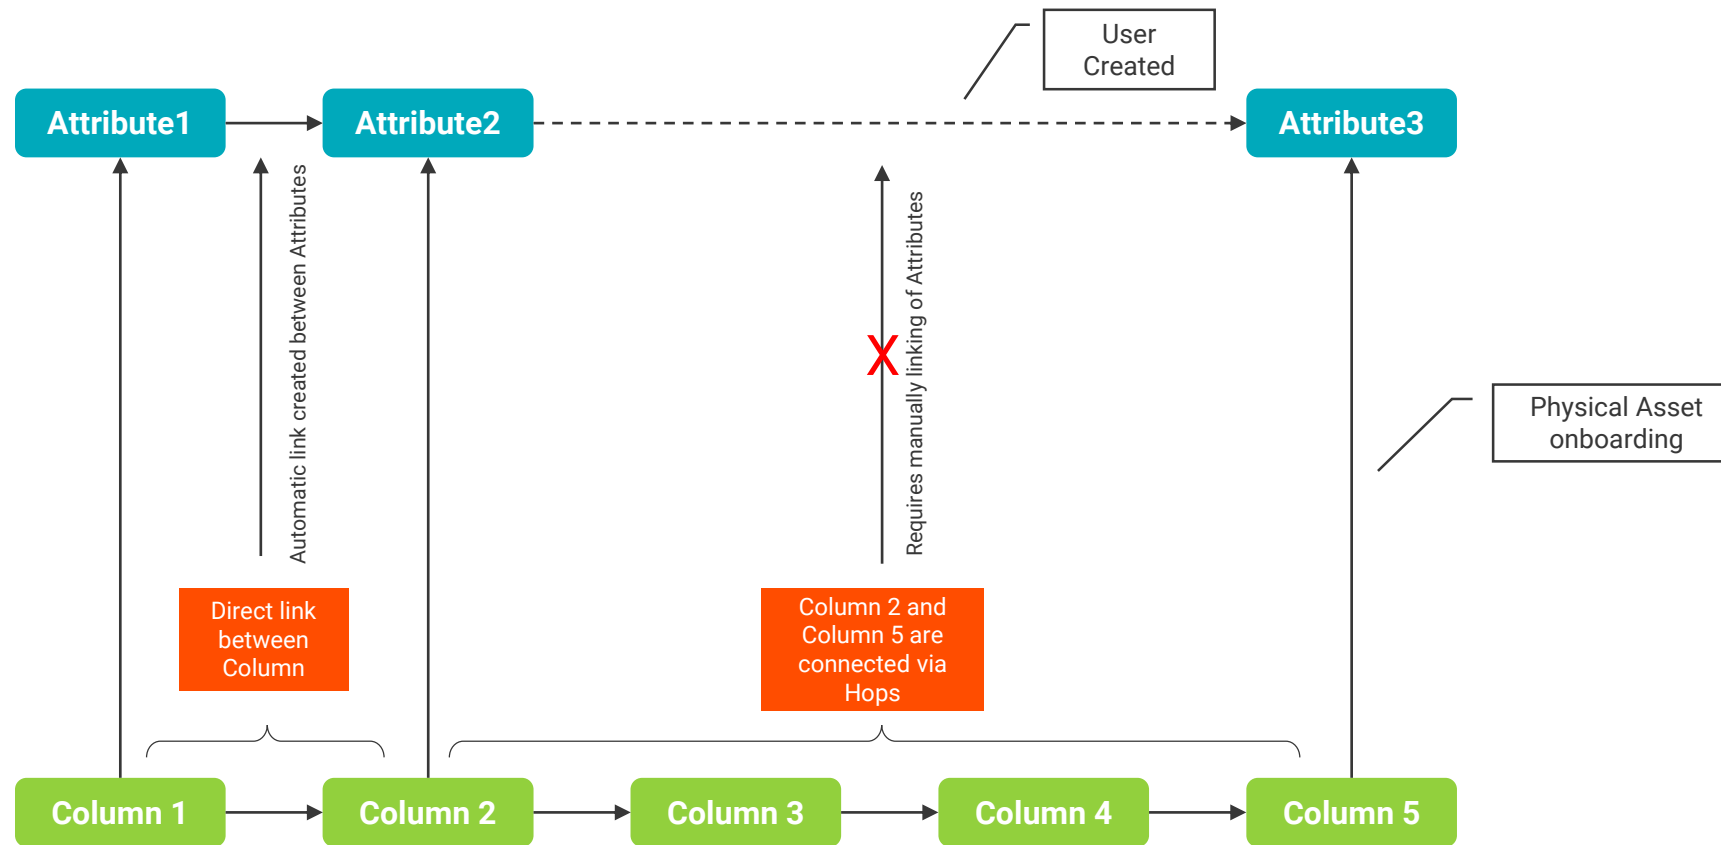 User
Created
Attribute1
Attribute2
Attribute3
Automatic link created between Attributes
Requires manually linking of Attributes
X
Physical Asset
onboarding
Direct link
between
Column
Column 2 and
Column 5 are
connected via
Hops
Column 1
Column 2
Column 3
Column 4
Column 5